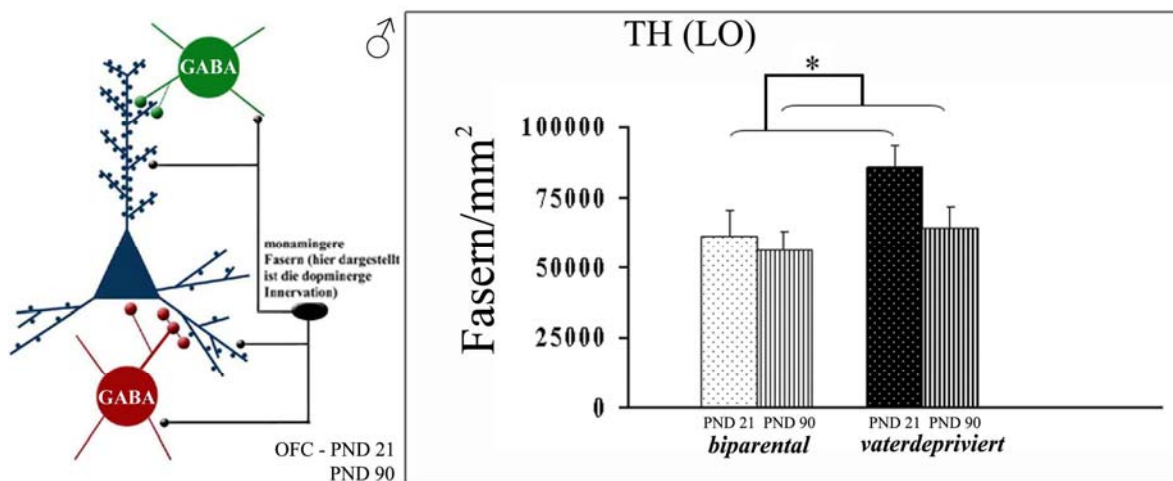 GABA
♂
monamingere
Fasern (hier dargestellt
ist die dopminerge
Innervation)
GABA
OFC - PND 21
PND 90
TH (LO)
*
Fasern/mm²
100000
75000
50000
25000
0
PND 21 PND 90 PND 21 PND 90
biparental vaterdepriviert